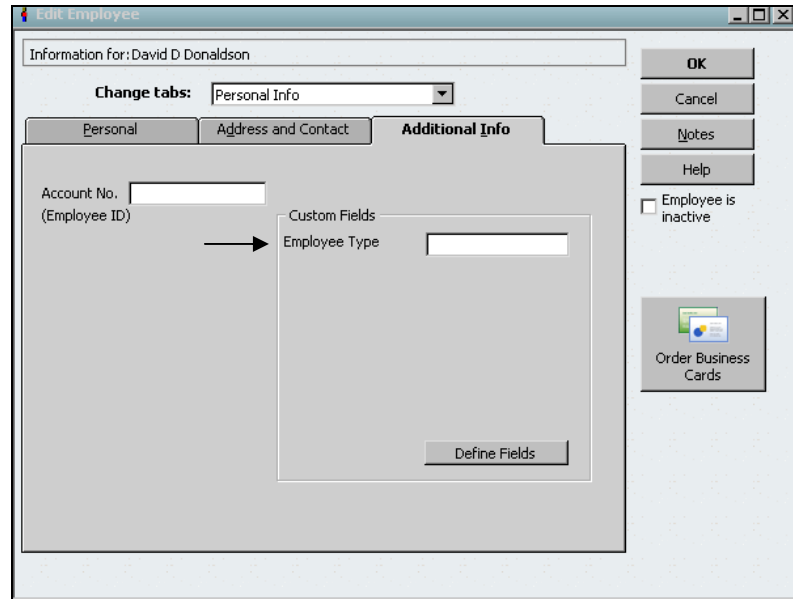 Edit Employee
Information for:David D Donaldson
Change tabs: Personal Info
Personal
Address and Contact
Additional Info
Account No.
(Employee ID)
Custom Fields
Employee Type
Define Fields
OK
Cancel
Notes
Help
Employee is
inactive
Order Business
Cards